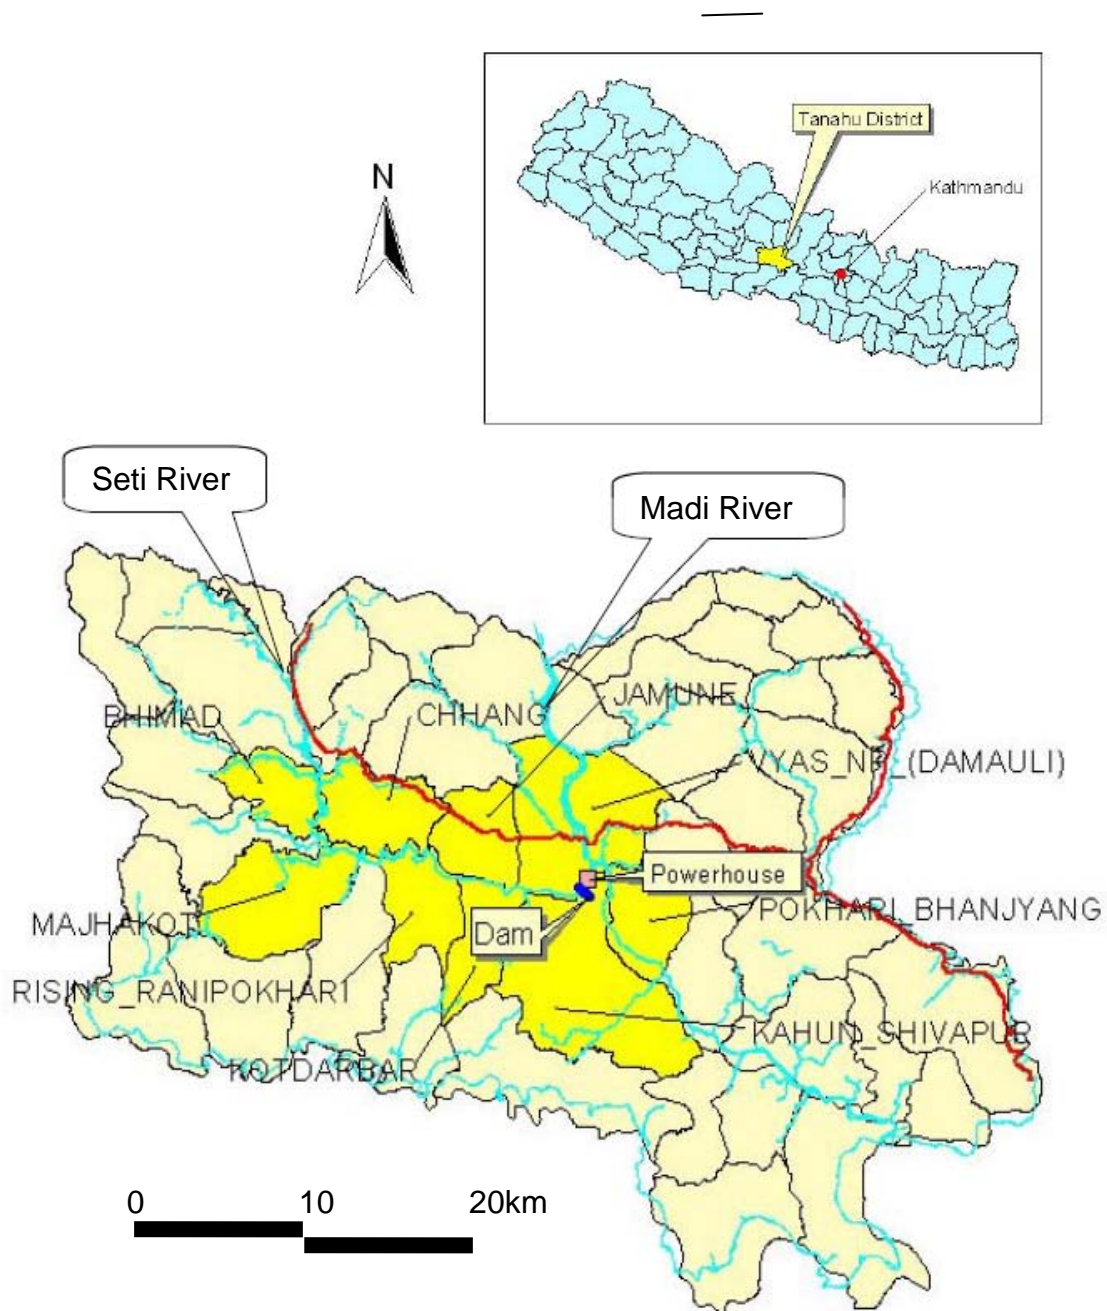 Tanahu District
Kathmandu
N
Seti River
Madi River
BHIMAD
CHHANG
JAMUNE
VYAS_NP_(DAMAULI)
Powerhouse
MAJHAKOT
Dam
POKHARI_BHANJYANG
RISING_RANIPOKHARI
KAHUN_SHIVAPUR
KOTDARBAR
0 10 20km